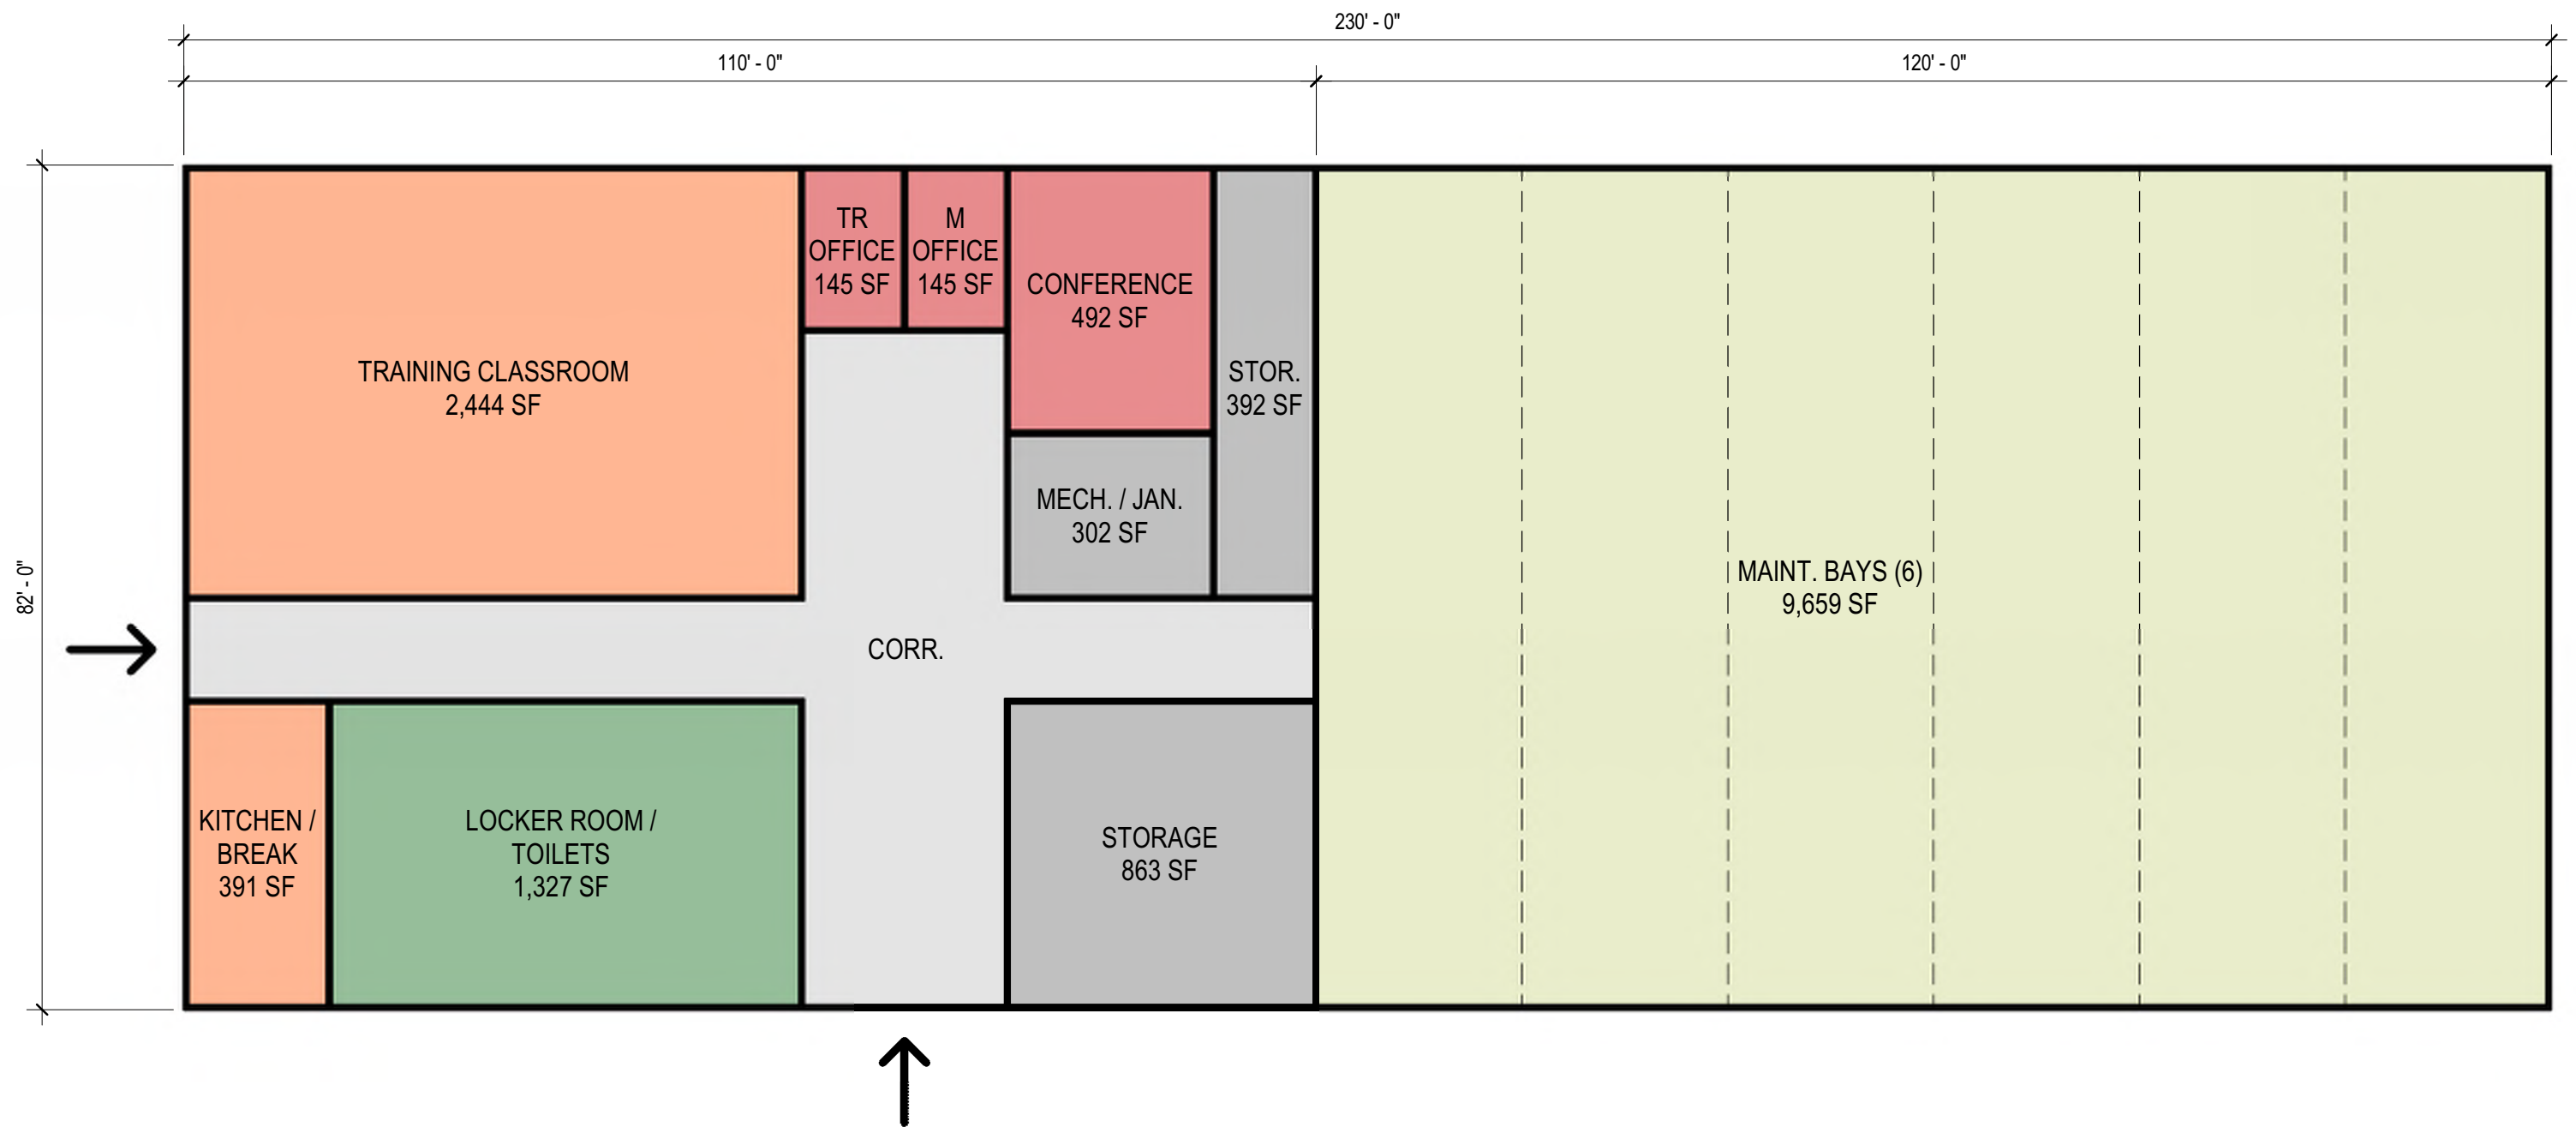 230' - 0"
110' - 0"
120' - 0"
82' - 0"
TRAINING CLASSROOM
2,444 SF
TR
OFFICE
145 SF
M
OFFICE
145 SF
CONFERENCE
492 SF
STOR.
392 SF
MECH. / JAN.
302 SF
MAINT. BAYS (6)
9,659 SF
CORR.
KITCHEN /
BREAK
391 SF
LOCKER ROOM /
TOILETS
1,327 SF
STORAGE
863 SF